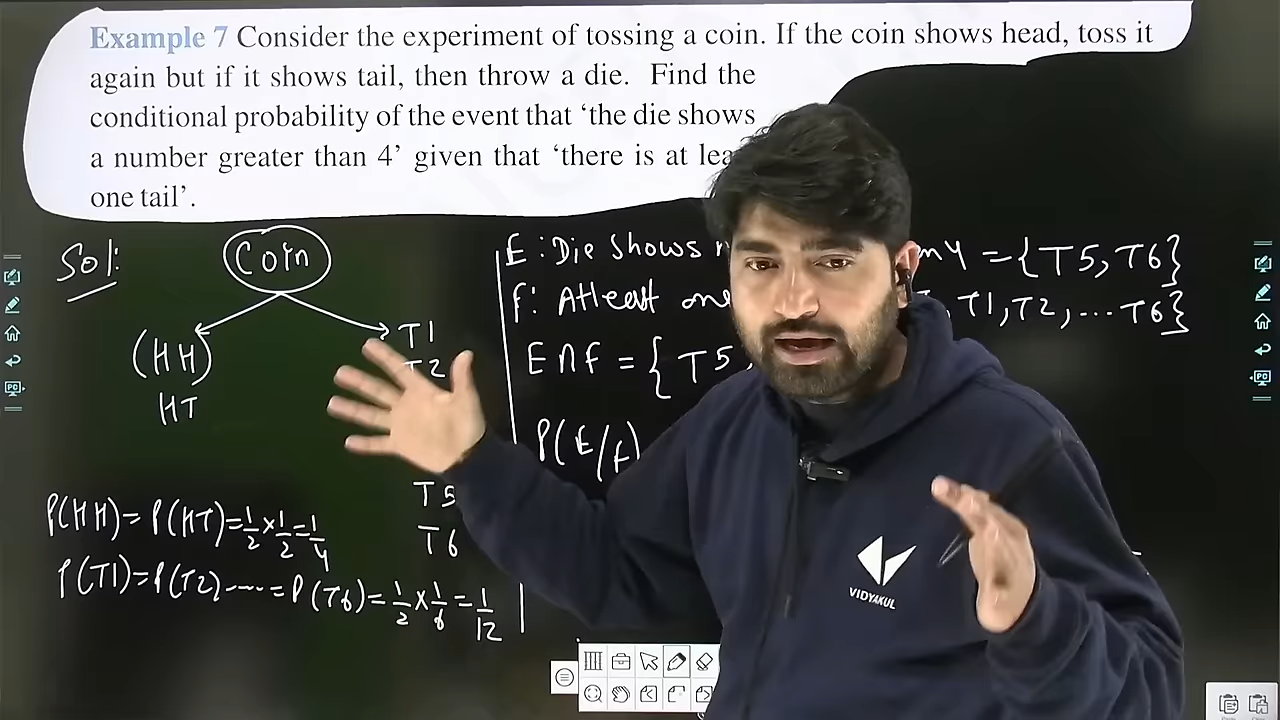 Example 7 Consider the experiment of tossing a coin. If the coin shows head, toss it
again but if it shows tail, then throw a die. Find the
conditional probability of the event that ‘the die shows
a number greater than 4’ given that ‘there is at
one tail’.
Sol:
Coin
(HH)
HT
T1
T2
T5
T6
P(HH)= P(HT)=1/2×1/2=1/4
P(T1)=P(T2)----=P(T6)=1/2×1/6=1/12
E : Die Shows = {T5, T6}
F: Atleast one T1, T2, ... T6}
E∩F = { T5,
P(E/F)
VIDYAKUL